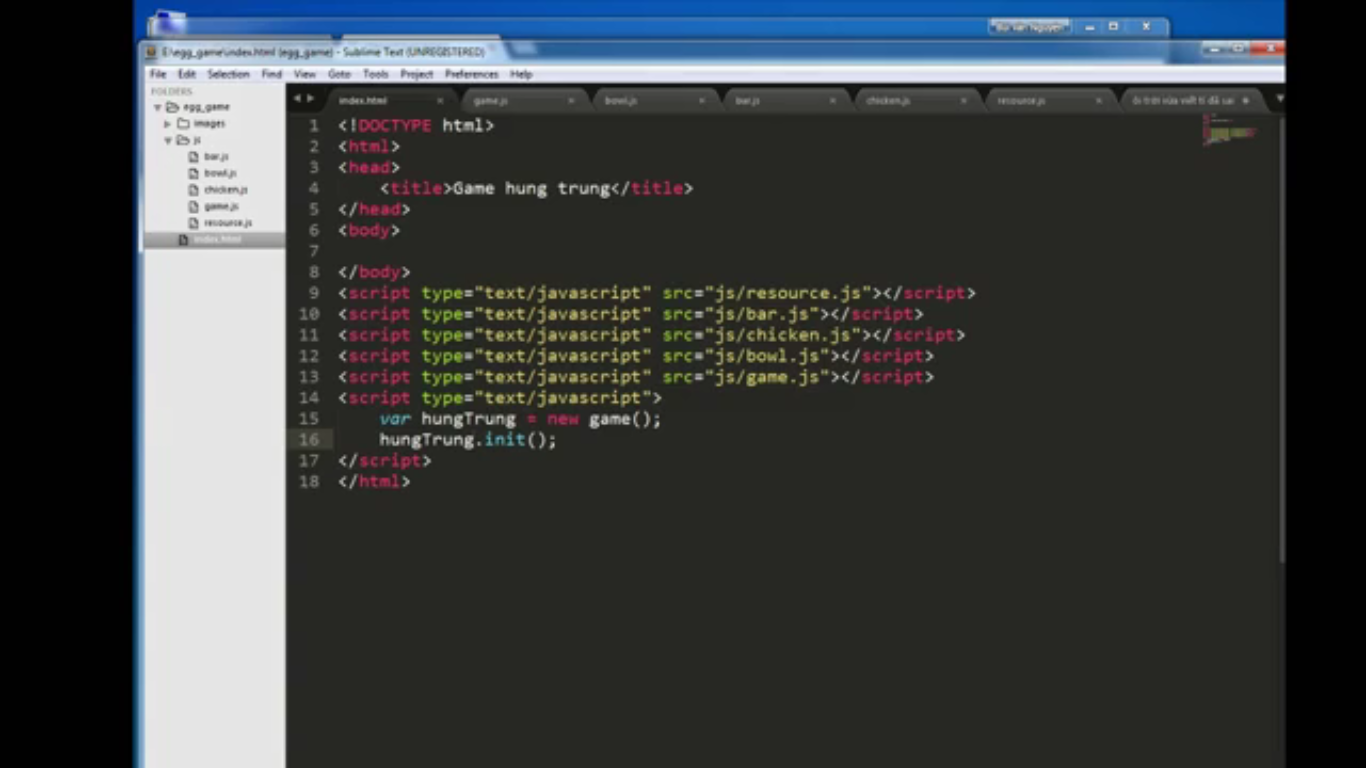 Bui van Nguyen
E:\egg_game\index.html (egg_game) - Sublime Text (UNREGISTERED)
File Edit Selection Find View Goto Tools Project Preferences Help
FOLDERS
egg_game
images
js
bar.js
bowl.js
chicken.js
game.js
resource.js
index.html
index.html game.js bowl.js bar.js chicken.js resource.js ôi trời vừa viết tí đã sai
1 <!DOCTYPE html>
2 <html>
3 <head>
4 <title>Game hung trung</title>
5 </head>
6 <body>
7
8 </body>
9 <script type="text/javascript" src="js/resource.js"></script>
10 <script type="text/javascript" src="js/bar.js"></script>
11 <script type="text/javascript" src="js/chicken.js"></script>
12 <script type="text/javascript" src="js/bowl.js"></script>
13 <script type="text/javascript" src="js/game.js"></script>
14 <script type="text/javascript">
15 var hungTrung = new game();
16 hungTrung.init();
17 </script>
18 </html>